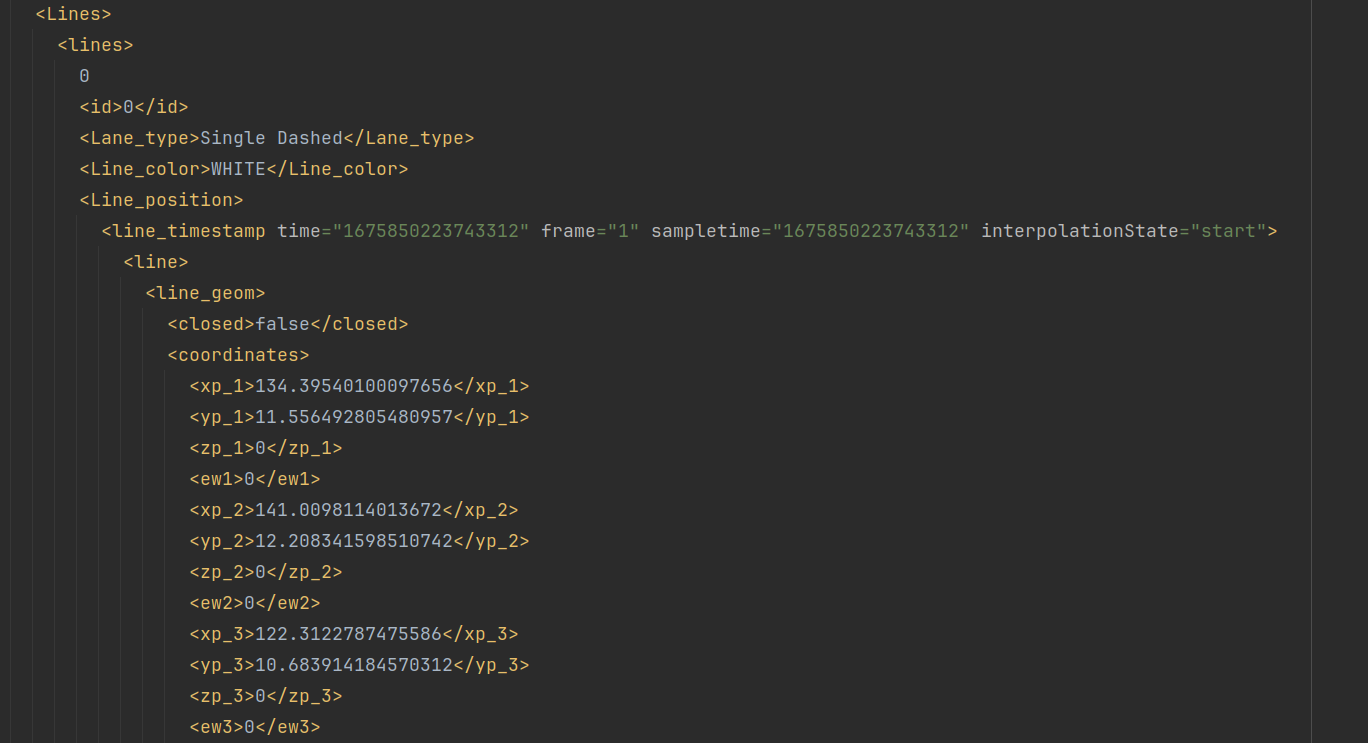 <Lines>
<lines>
0
<id>0</id>
<Lane_type>Single Dashed</Lane_type>
<Line_color>WHITE</Line_color>
<Line_position>
<line_timestamp time="1675850223743312" frame="1" sampletime="1675850223743312" interpolationState="start">
<line>
<line_geom>
<closed>false</closed>
<coordinates>
<xp_1>134.39540100097656</xp_1>
<yp_1>11.556492805480957</yp_1>
<zp_1>0</zp_1>
<ew1>0</ew1>
<xp_2>141.0098114013672</xp_2>
<yp_2>12.208341598510742</yp_2>
<zp_2>0</zp_2>
<ew2>0</ew2>
<xp_3>122.3122787475586</xp_3>
<yp_3>10.683914184570312</yp_3>
<zp_3>0</zp_3>
<ew3>0</ew3>